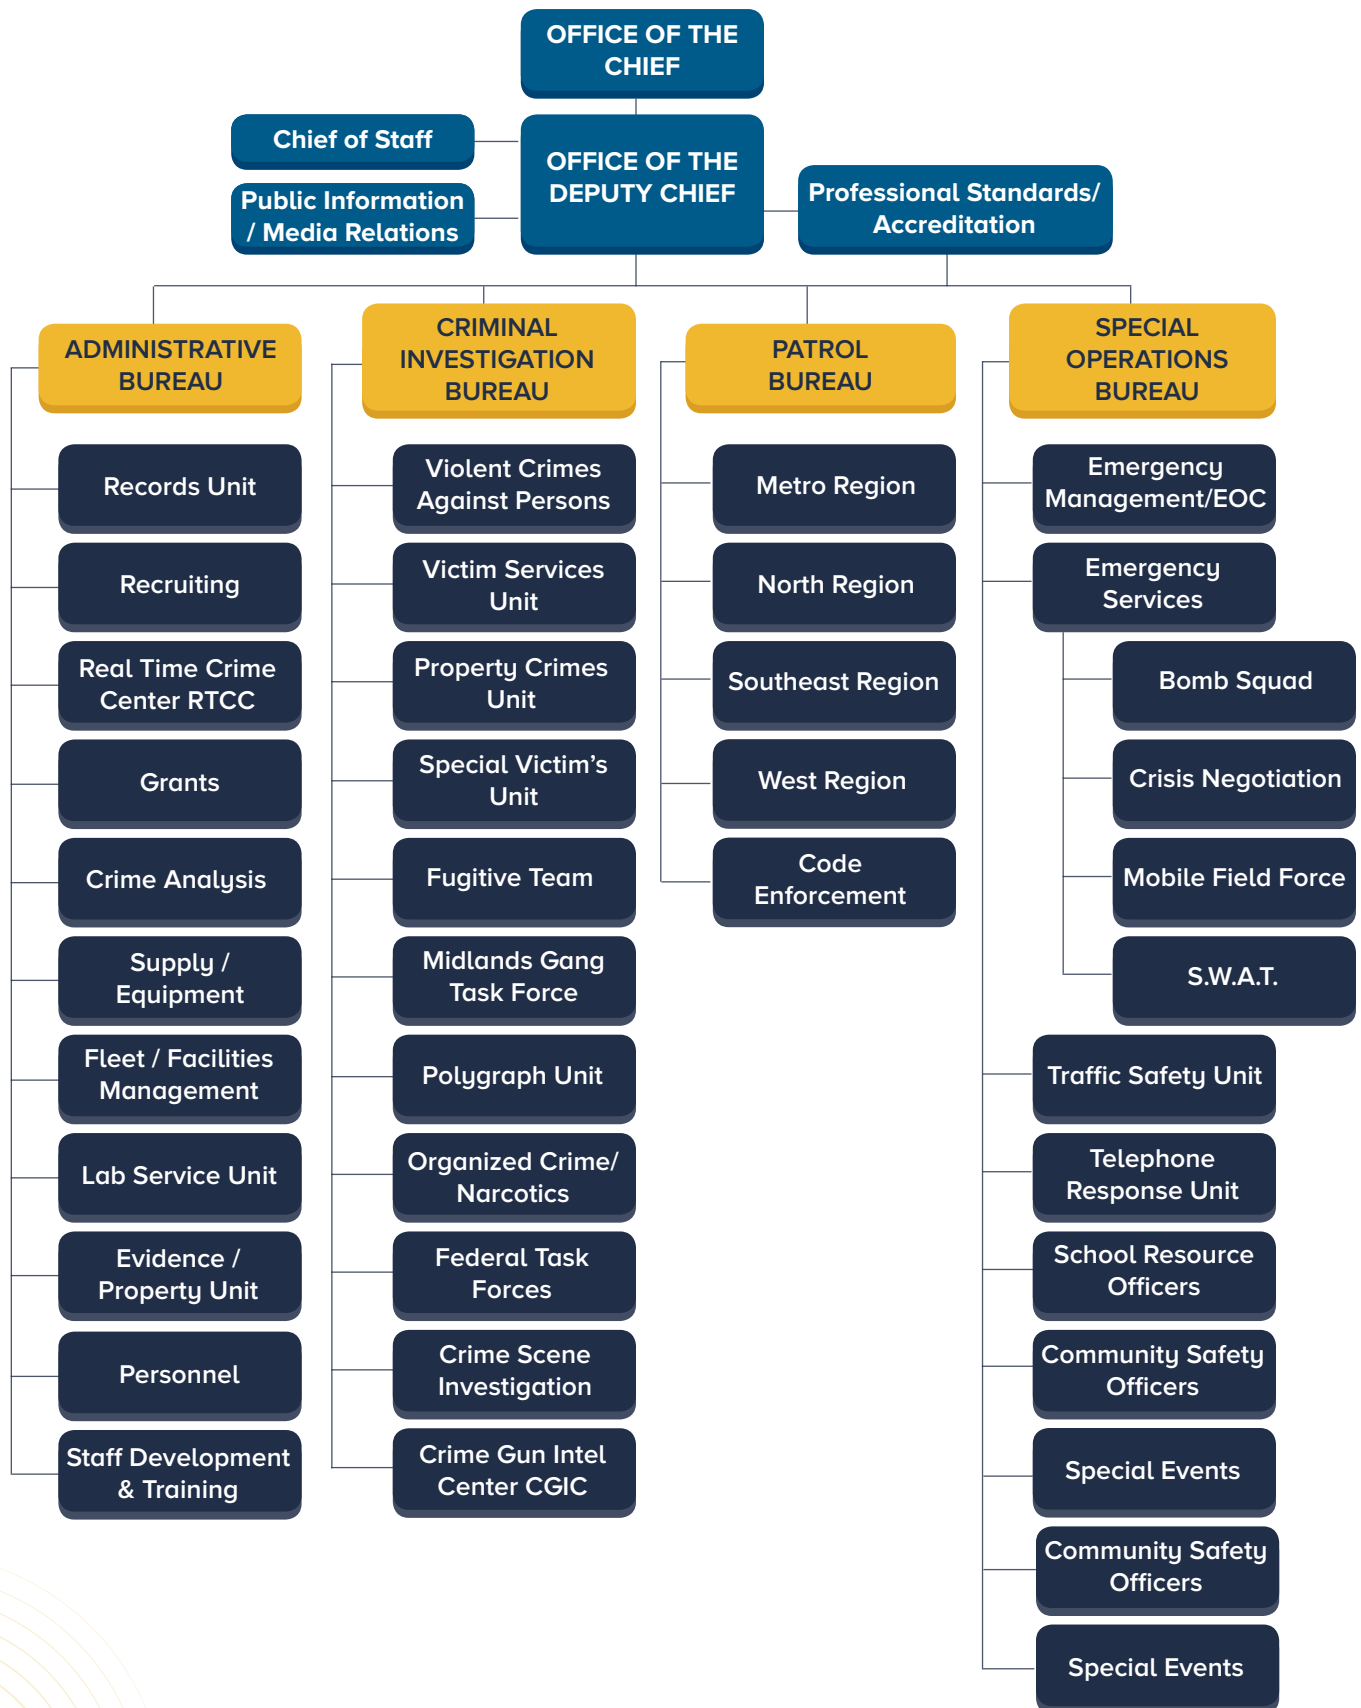 OFFICE OF THE
CHIEF
Chief of Staff
OFFICE OF THE
DEPUTY CHIEF
Public Information
/ Media Relations
Professional Standards/
Accreditation
ADMINISTRATIVE
BUREAU
Records Unit
Recruiting
Real Time Crime
Center RTCC
Grants
Crime Analysis
Supply /
Equipment
Fleet / Facilities
Management
Lab Service Unit
Evidence /
Property Unit
Personnel
Staff Development
& Training
CRIMINAL
INVESTIGATION
BUREAU
Violent Crimes
Against Persons
Victim Services
Unit
Property Crimes
Unit
Special Victim’s
Unit
Fugitive Team
Midlands Gang
Task Force
Polygraph Unit
Organized Crime/
Narcotics
Federal Task
Forces
Crime Scene
Investigation
Crime Gun Intel
Center CGIC
PATROL
BUREAU
Metro Region
North Region
Southeast Region
West Region
Code
Enforcement
SPECIAL
OPERATIONS
BUREAU
Emergency
Management/EOC
Emergency
Services
Bomb Squad
Crisis Negotiation
Mobile Field Force
S.W.A.T.
Traffic Safety Unit
Telephone
Response Unit
School Resource
Officers
Community Safety
Officers
Special Events
Community Safety
Officers
Special Events